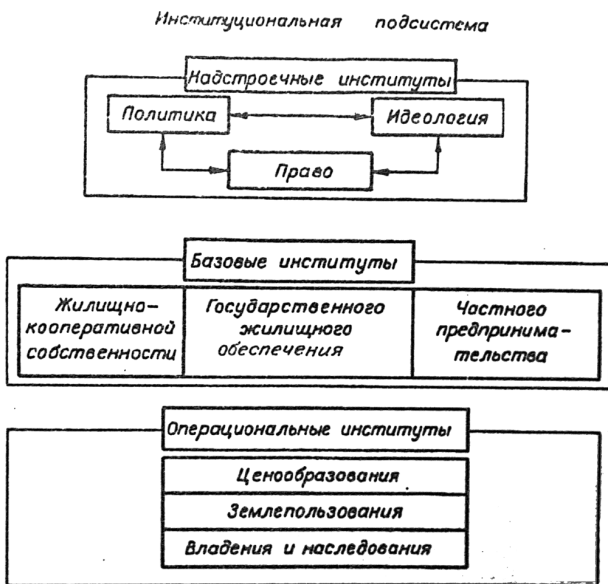 Институциональная подсистема
Надстроечные институты
Политика
Идеология
Право
Базовые институты
Жилищно-
кооперативной
собственности
Государственного
жилищного
обеспечения
Частного
предпринима-
тельства
Операциональные институты
Ценообразования
Землепользования
Владения и наследования